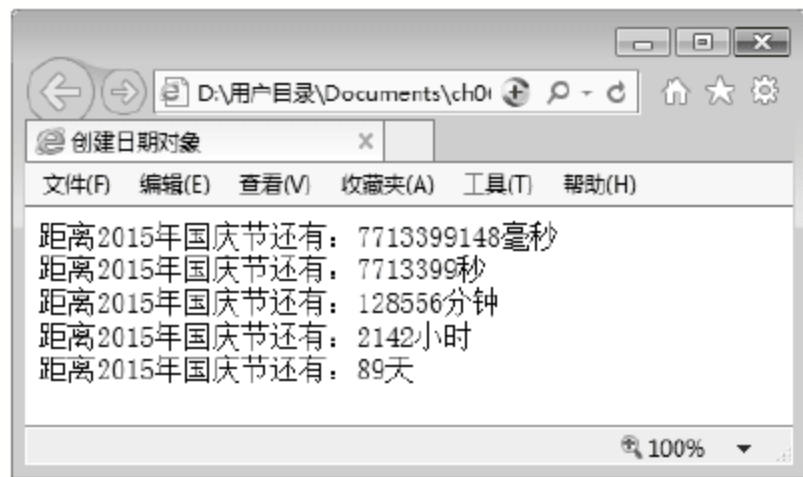 D:\用户目录\Documents\ch0
创建日期对象
文件(F) 编辑(E) 查看(V) 收藏夹(A) 工具(T) 帮助(H)
距离2015年国庆节还有：7713399148毫秒
距离2015年国庆节还有：7713399秒
距离2015年国庆节还有：128556分钟
距离2015年国庆节还有：2142小时
距离2015年国庆节还有：89天
100%